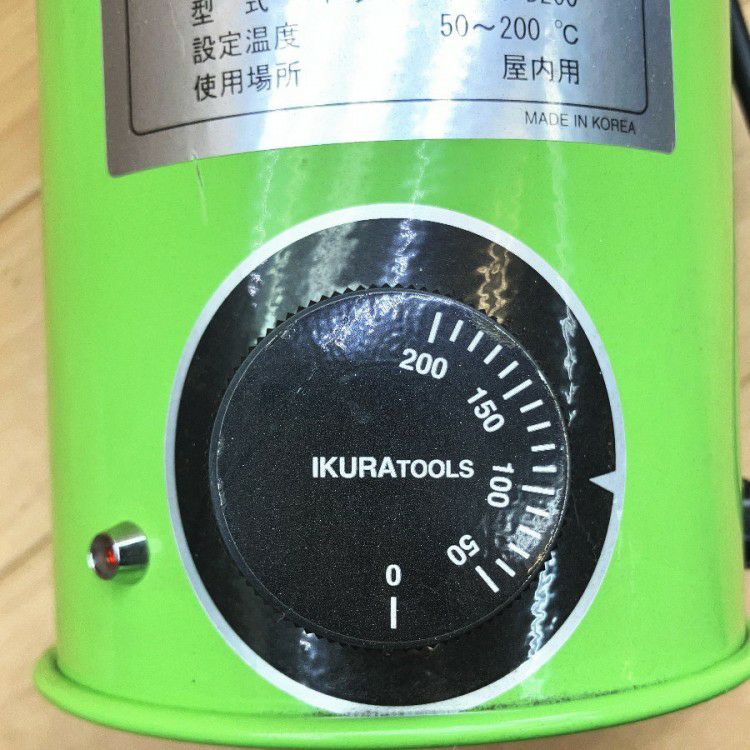 型 式
設定温度 50～200 ℃
使用場所 屋内用
MADE IN KOREA
200
150
100
50
0
IKURATOOLS